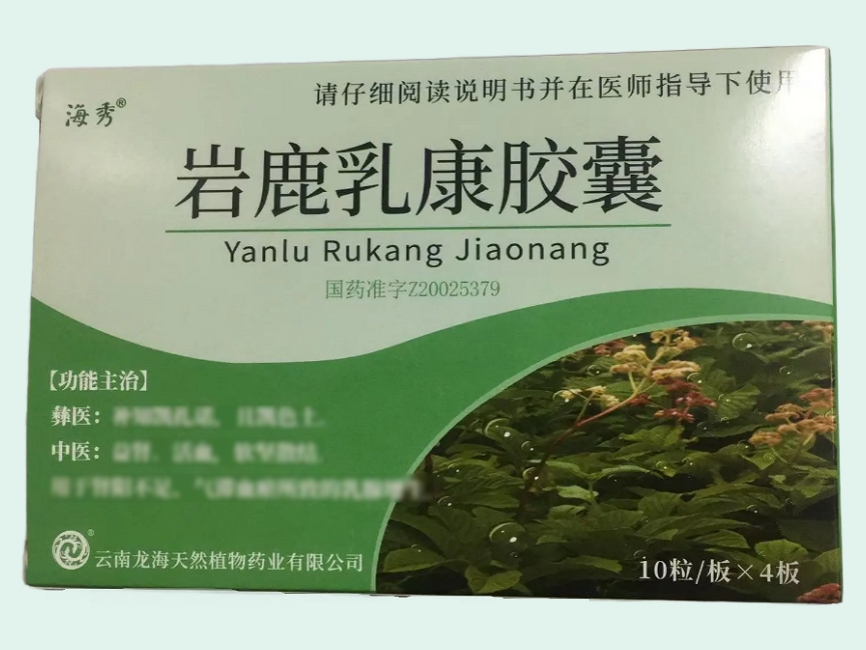 请仔细阅读说明书并在医师指导下使用
海秀®
岩鹿乳康胶囊
Yanlu Rukang Jiaonang
国药准字Z20025379
【功能主治】
彝医：
中医：
云南龙海天然植物药业有限公司
10粒/板×4板